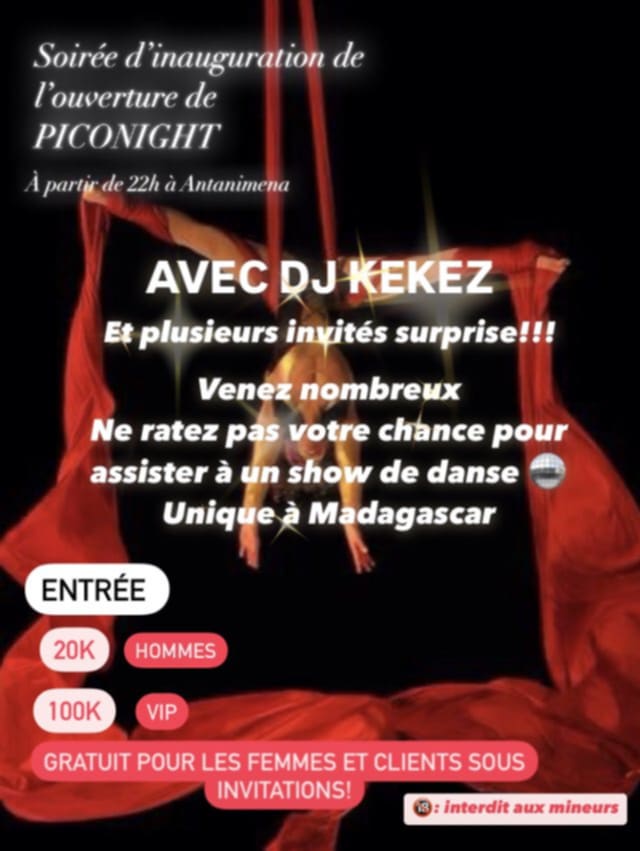 Soirée d'inauguration de
l'ouverture de
PICONIGHT
À partir de 22h à Antanimena
AVEC DJ KEKEZ
Et plusieurs invités surprise!!!
Venez nombreux
Ne ratez pas votre chance pour
assister à un show de danse 🪩
Unique à Madagascar
ENTRÉE
20K HOMMES
100K VIP
GRATUIT POUR LES FEMMES ET CLIENTS SOUS
INVITATIONS!
🔞: interdit aux mineurs